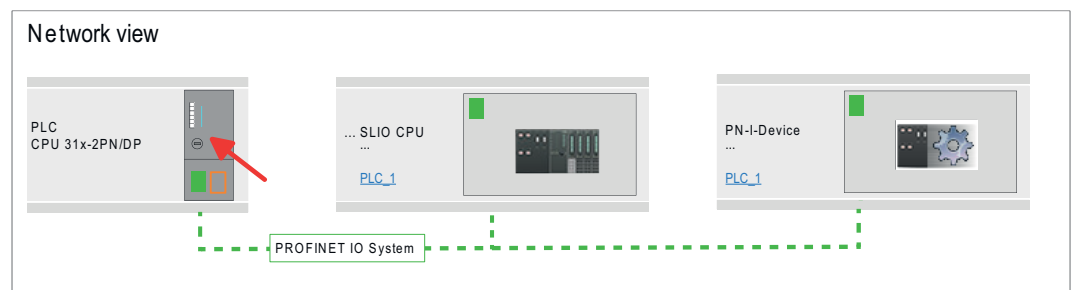 Network view
PLC
CPU 31x-2PN/DP
... SLIO CPU
...
PLC_1
PN-I-Device
...
PLC_1
PROFINET IO System